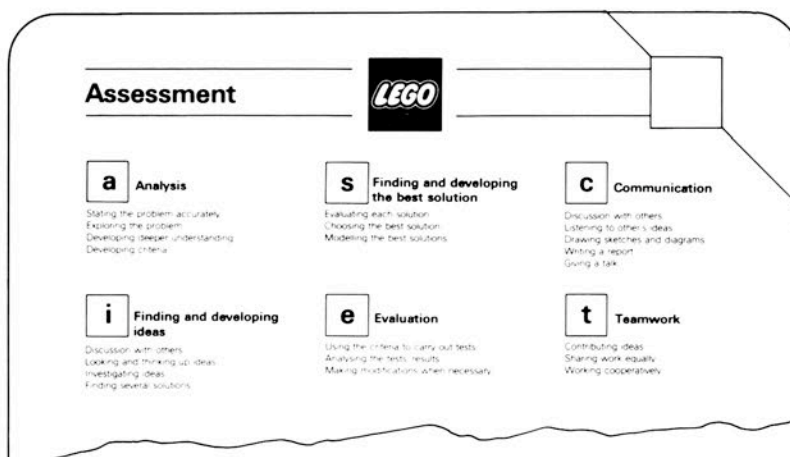 Assessment
LEGO
a Analysis
Stating the problem accurately
Exploring the problem
Developing deeper understanding
Developing criteria
s Finding and developing
the best solution
Evaluating each solution
Choosing the best solution
Modelling the best solutions
c Communication
Discussion with others
Listening to other's ideas
Drawing sketches and diagrams
Writing a report
Giving a talk
i Finding and developing
ideas
Discussion with others
Looking and thinking up ideas
Investigating ideas
Finding several solutions
e Evaluation
Using the criteria to carry out tests
Analysing the tests results
Making modifications when necessary
t Teamwork
Contributing ideas
Sharing work equally
Working cooperatively